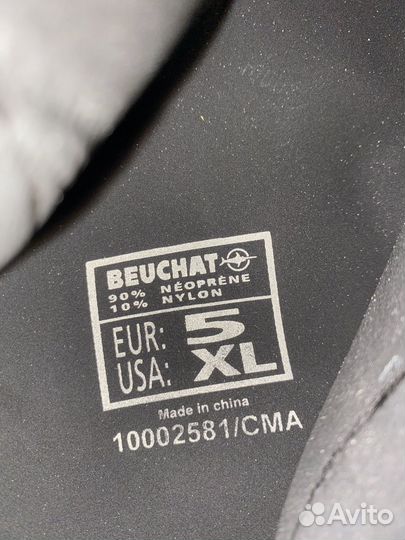 BEUCHAT
90% NÉOPRÈNE
10% NYLON
EUR: 5
USA: XL
Made in china
10002581/CMA
Avito